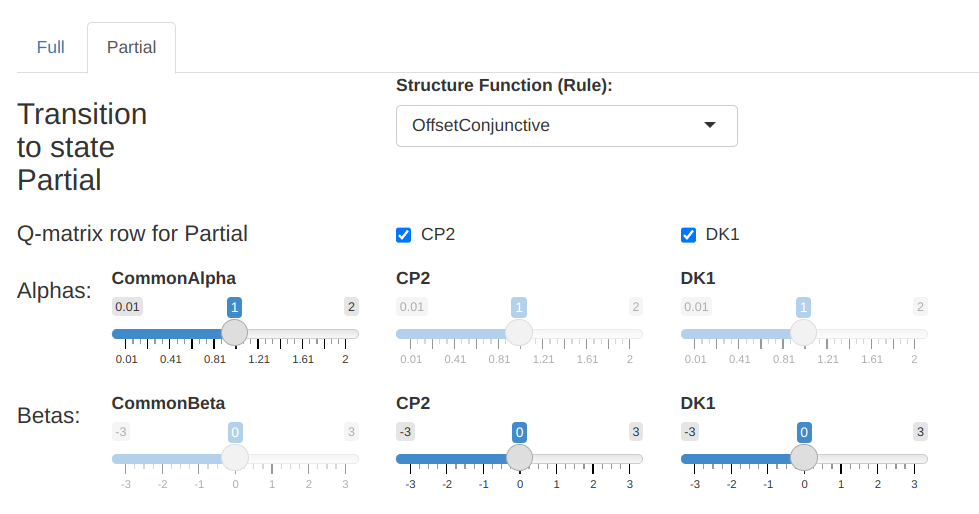 Full Partial
Structure Function (Rule):
Transition
to state
Partial
OffsetConjunctive
Q-matrix row for Partial CP2 DK1
Alphas: CommonAlpha CP2 DK1
0.01 1 2 0.01 1 2 0.01 1 2
0.01 0.41 0.81 1.21 1.61 2 0.01 0.41 0.81 1.21 1.61 2 0.01 0.41 0.81 1.21 1.61 2
Betas: CommonBeta CP2 DK1
-3 0 3 -3 0 3 -3 0 3
-3 -2 -1 0 1 2 3 -3 -2 -1 0 1 2 3 -3 -2 -1 0 1 2 3